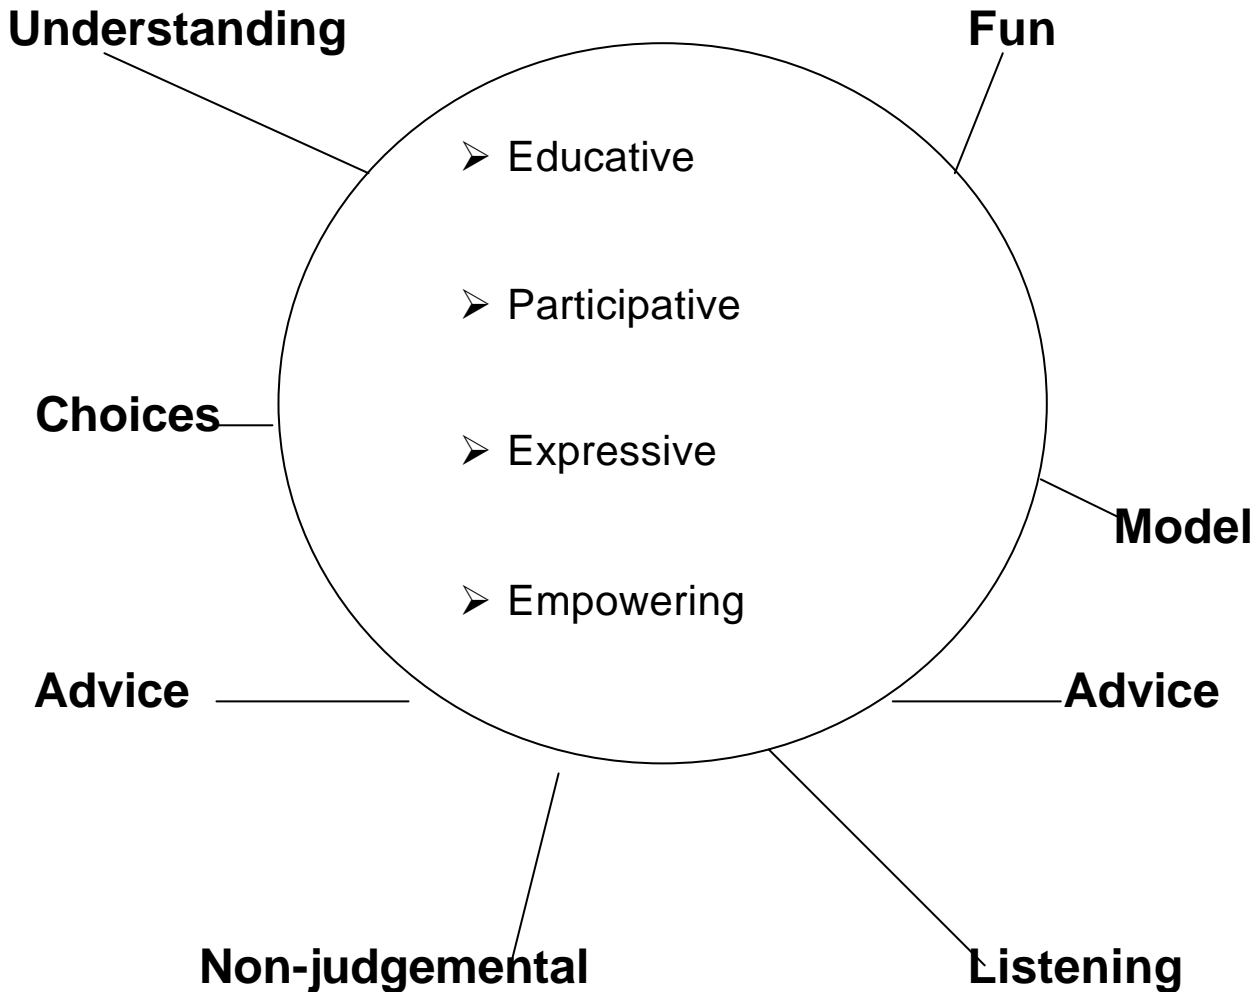 Understanding
Fun
➢ Educative
➢ Participative
Choices
➢ Expressive
Model
➢ Empowering
Advice
Advice
Non-judgemental
Listening